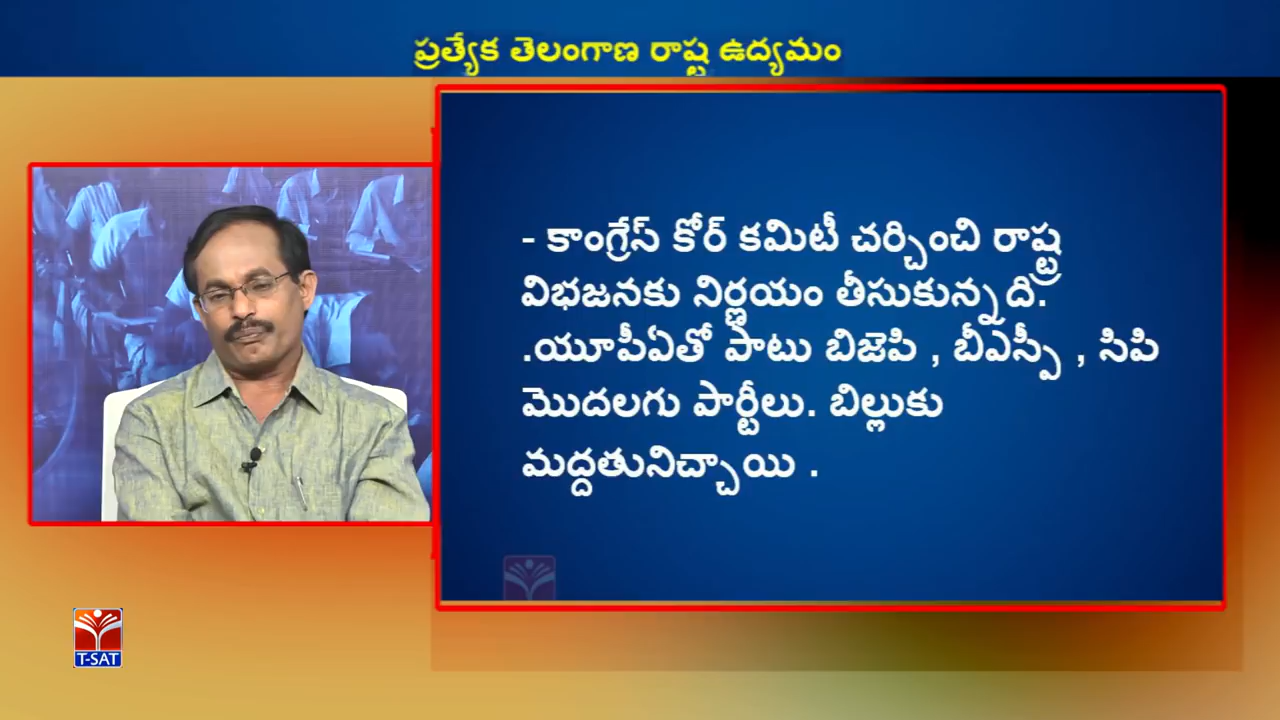 ప్రత్యేక తెలంగాణ రాష్ట ఉద్యమం
- కాంగ్రేస్ కోర్ కమిటీ చర్చించి రాష్ట్ర
విభజనకు నిర్ణయం తీసుకున్నది.
.యూపీఏతో పాటు బిజెపి , బీఎస్పీ , సిపి
మొదలగు పార్టీలు. బిల్లుకు
మద్దతునిచ్చాయి .
T-SAT